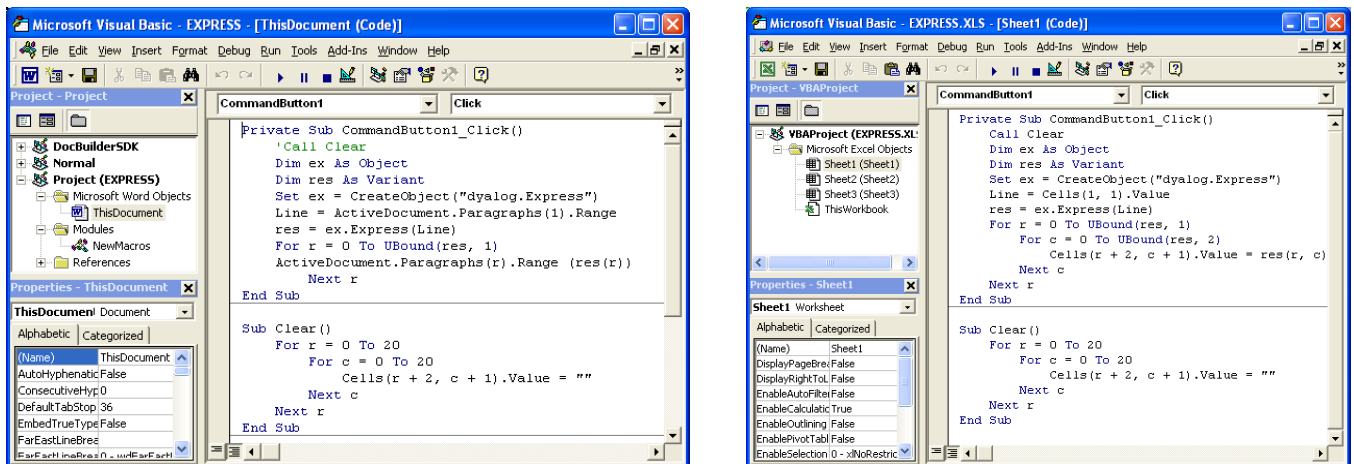 Microsoft Visual Basic - EXPRESS - [ThisDocument (Code)]
File Edit View Insert Format Debug Run Tools Add-Ins Window Help
Project - Project
DocBuilderSDK
Normal
Project (EXPRESS)
Microsoft Word Objects
ThisDocument
Modules
NewMacros
References
Properties - ThisDocument
ThisDocument Document
Alphabetic Categorized
(Name) ThisDocument
AutoHyphenatic False
ConsecutiveHyp 0
DefaultTabStop 36
EmbedTrueType False
FarEastLineBrea
FarEastLineBrea 0 - wdFarEastL
CommandButton1 Click
Private Sub CommandButton1_Click()
'Call Clear
Dim ex As Object
Dim res As Variant
Set ex = CreateObject("dyalog.Express")
Line = ActiveDocument.Paragraphs(1).Range
res = ex.Express(Line)
For r = 0 To UBound(res, 1)
ActiveDocument.Paragraphs(r).Range (res(r))
Next r
End Sub
Sub Clear()
For r = 0 To 20
For c = 0 To 20
Cells(r + 2, c + 1).Value = ""
Next c
Next r
End Sub
Microsoft Visual Basic - EXPRESS.XLS - [Sheet1 (Code)]
File Edit View Insert Format Debug Run Tools Add-Ins Window Help
Project - VBAProject
VBAProject (EXPRESS.XL
Microsoft Excel Objects
Sheet1 (Sheet1)
Sheet2 (Sheet2)
Sheet3 (Sheet3)
ThisWorkbook
Properties - Sheet1
Sheet1 Worksheet
Alphabetic Categorized
(Name) Sheet1
DisplayPageBrea False
DisplayRightToL False
EnableAutoFilter False
EnableCalculatic True
EnableOutlining False
EnablePivotTabl False
EnableSelection 0 - xlNoRestric
CommandButton1 Click
Private Sub CommandButton1_Click()
Call Clear
Dim ex As Object
Dim res As Variant
Set ex = CreateObject("dyalog.Express")
Line = Cells(1, 1).Value
res = ex.Express(Line)
For r = 0 To UBound(res, 1)
For c = 0 To UBound(res, 2)
Cells(r + 2, c + 1).Value = res(r, c)
Next c
Next r
End Sub
Sub Clear()
For r = 0 To 20
For c = 0 To 20
Cells(r + 2, c + 1).Value = ""
Next c
Next r
End Sub